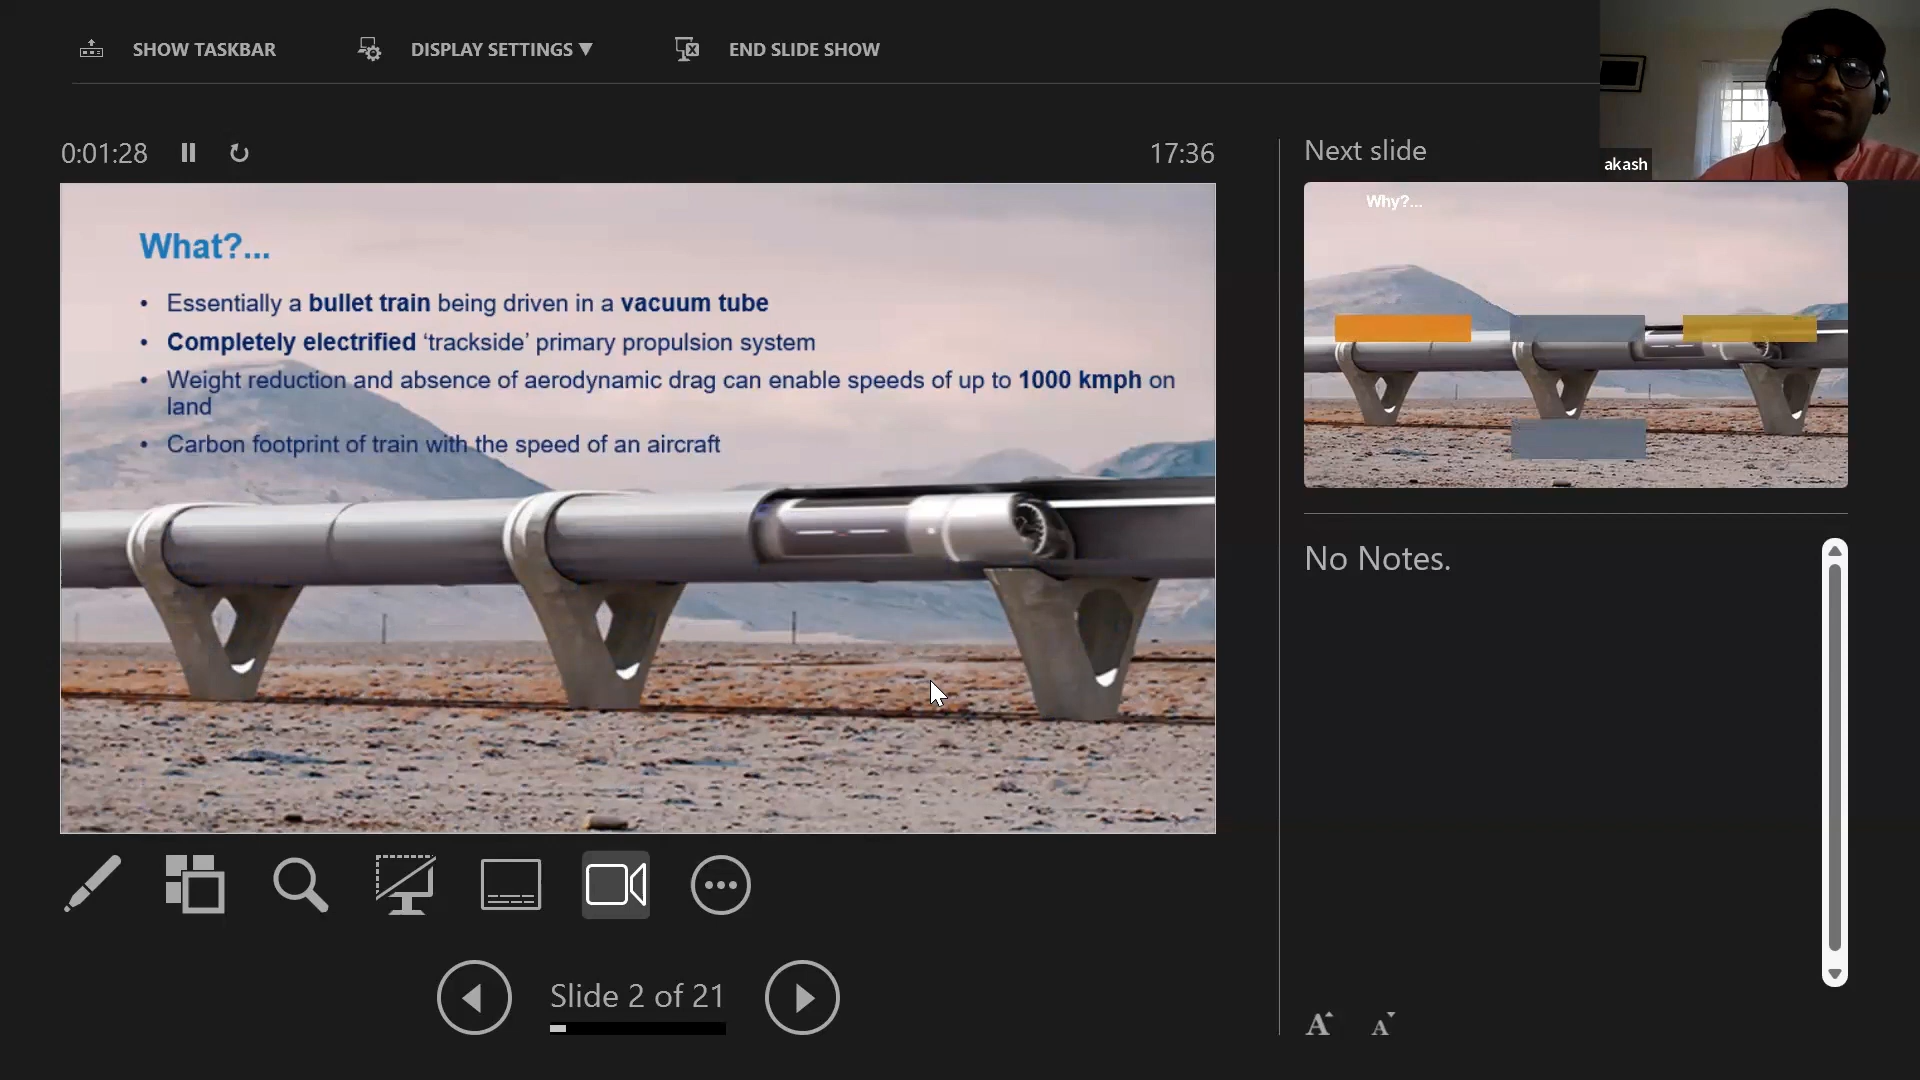 SHOW TASKBAR
DISPLAY SETTINGS ▼
END SLIDE SHOW
akash
0:01:28
17:36
Next slide
What?...
• Essentially a bullet train being driven in a vacuum tube
• Completely electrified ‘trackside’ primary propulsion system
• Weight reduction and absence of aerodynamic drag can enable speeds of up to 1000 kmph on
land
• Carbon footprint of train with the speed of an aircraft
Why?...
No Notes.
Slide 2 of 21
A A